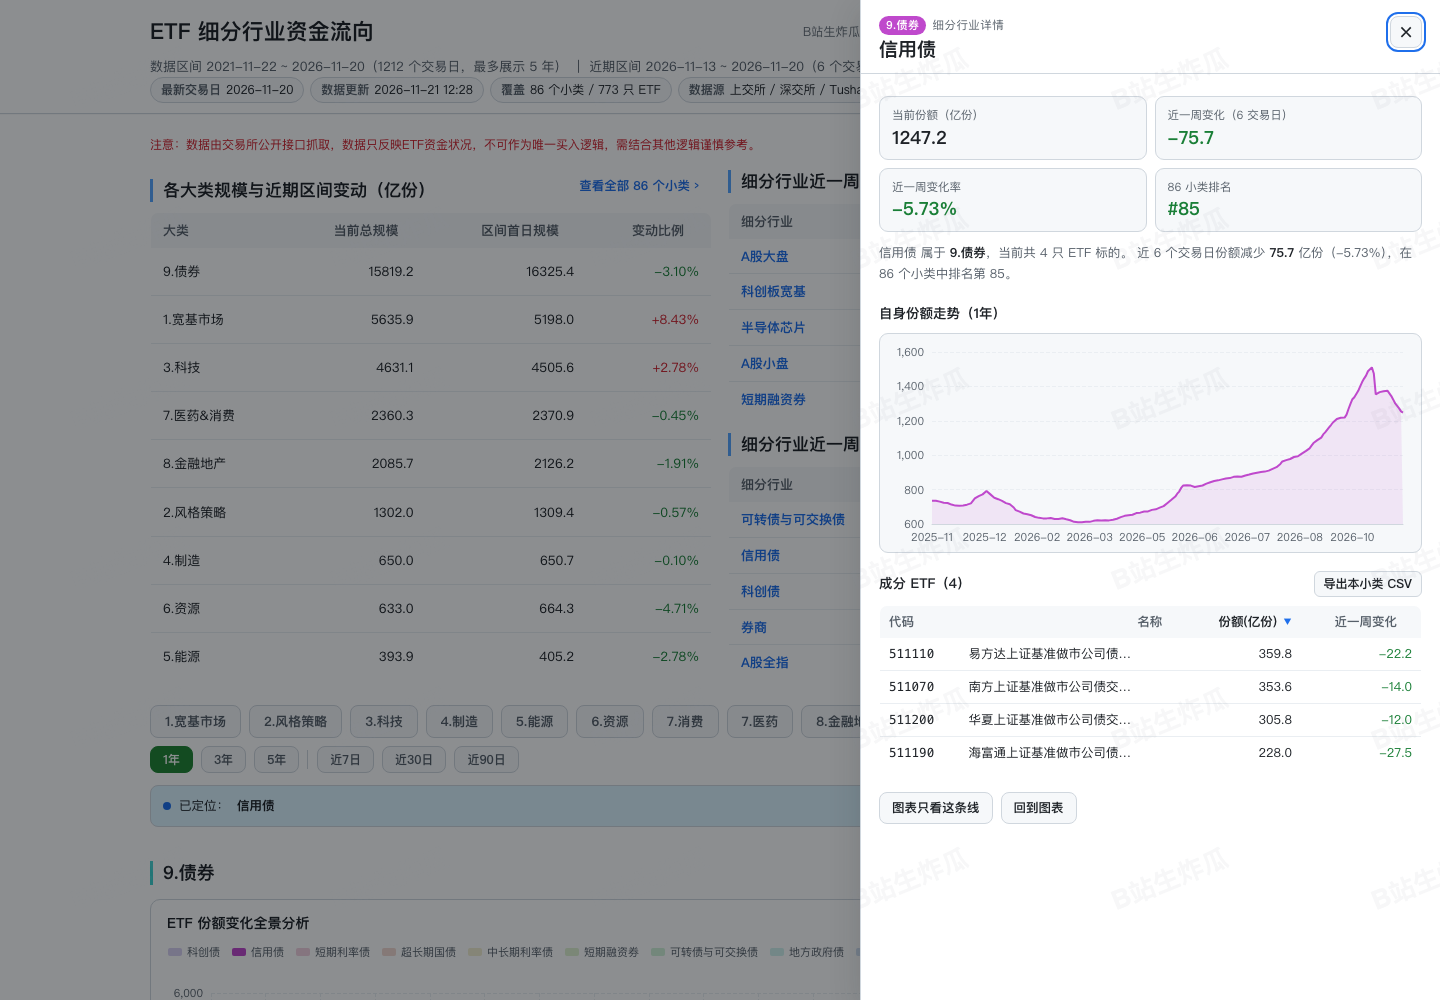 ETF 细分行业资金流向
B站生炸瓜
数据区间 2021-11-22 ~ 2026-11-20（1212 个交易日，最多展示 5 年） | 近期区间 2026-11-13 ~ 2026-11-20（6 个交易
最新交易日 2026-11-20 数据更新 2026-11-21 12:28 覆盖 86 个小类 / 773 只 ETF 数据源 上交所 / 深交所 / Tusha
注意：数据由交易所公开接口抓取，数据只反映ETF资金状况，不可作为唯一买入逻辑，需结合其他逻辑谨慎参考。
各大类规模与近期区间变动（亿份） 查看全部 86 个小类 ›
大类 当前总规模 区间首日规模 变动比例
9.债券 15819.2 16325.4 -3.10%
1.宽基市场 5635.9 5198.0 +8.43%
3.科技 4631.1 4505.6 +2.78%
7.医药&消费 2360.3 2370.9 -0.45%
8.金融地产 2085.7 2126.2 -1.91%
2.风格策略 1302.0 1309.4 -0.57%
4.制造 650.0 650.7 -0.10%
6.资源 633.0 664.3 -4.71%
5.能源 393.9 405.2 -2.78%
细分行业近一周
细分行业
A股大盘
科创板宽基
半导体芯片
A股小盘
短期融资券
细分行业近一周
细分行业
可转债与可交换债
信用债
科创债
券商
A股全指
1.宽基市场 2.风格策略 3.科技 4.制造 5.能源 6.资源 7.消费 7.医药 8.金融地
1年 3年 5年 近7日 近30日 近90日
已定位： 信用债
9.债券
ETF 份额变化全景分析
科创债 信用债 短期利率债 超长期国债 中长期利率债 短期融资券 可转债与可交换债 地方政府债
6,000
9.债券 细分行业详情
信用债
×
当前份额（亿份）
1247.2
近一周变化（6 交易日）
-75.7
近一周变化率
-5.73%
86 小类排名
#85
信用债 属于 9.债券，当前共 4 只 ETF 标的。 近 6 个交易日份额减少 75.7 亿份（-5.73%），在
86 个小类中排名第 85。
自身份额走势（1年）
1,600
1,400
1,200
1,000
800
600
2025-11 2025-12 2026-02 2026-03 2026-05 2026-06 2026-07 2026-08 2026-10
成分 ETF（4） 导出本小类 CSV
代码 名称 份额(亿份) ▼ 近一周变化
511110 易方达上证基准做市公司债… 359.8 -22.2
511070 南方上证基准做市公司债交… 353.6 -14.0
511200 华夏上证基准做市公司债交… 305.8 -12.0
511190 海富通上证基准做市公司债… 228.0 -27.5
图表只看这条线 回到图表
B站生炸瓜